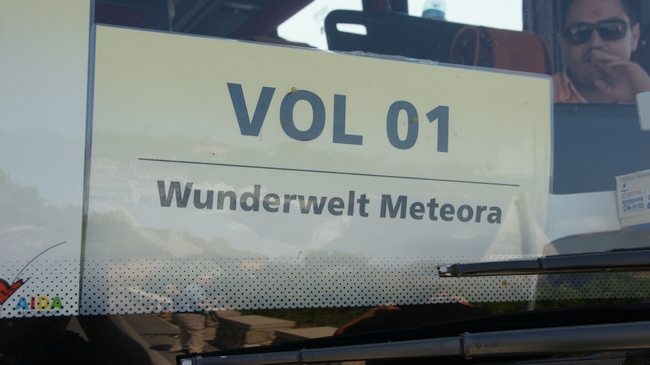 VOL 01
Wunderwelt Meteora
AIDA